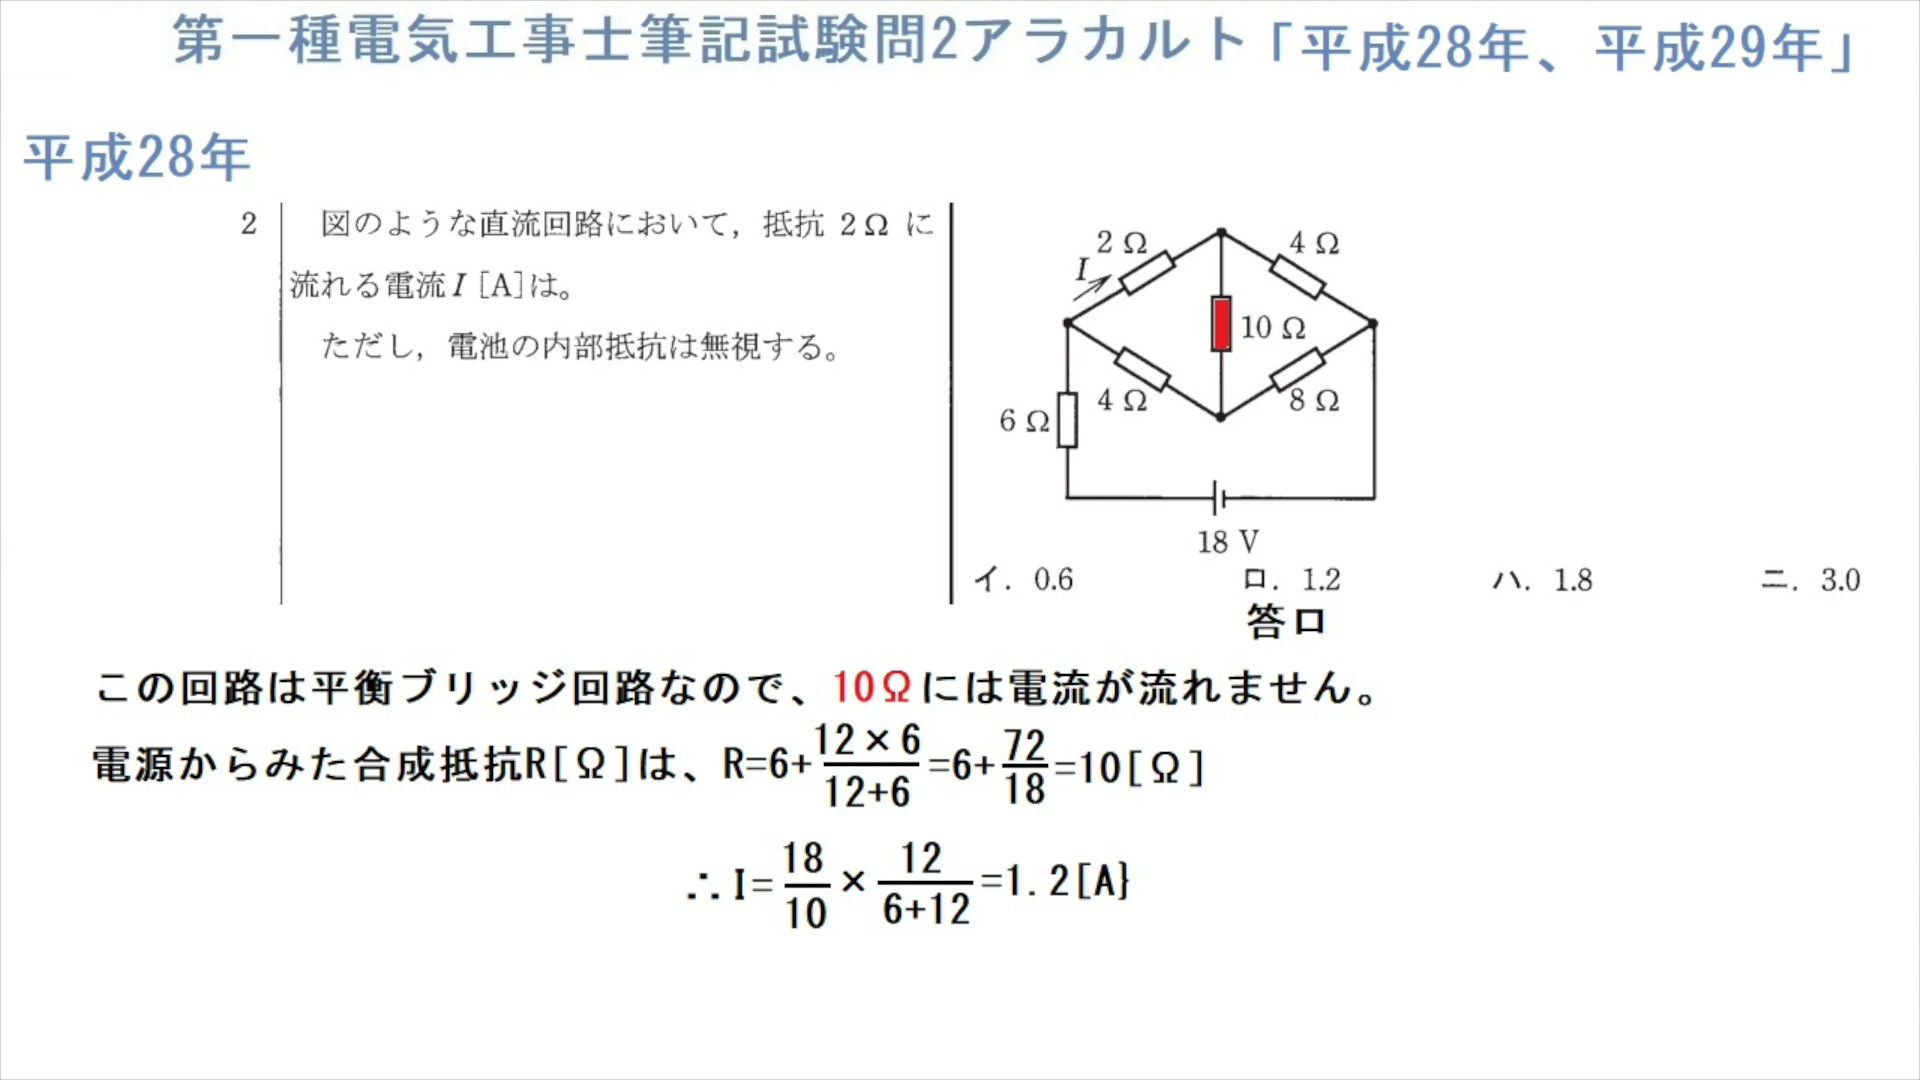 第一種電気工事士筆記試験問2アラカルト「平成28年、平成29年」
平成28年
2 図のような直流回路において，抵抗 2Ω に
流れる電流 I [A]は。
ただし，電池の内部抵抗は無視する。
2 Ω
4 Ω
I
10 Ω
4 Ω
8 Ω
6 Ω
18 V
イ．0.6 ロ．1.2 ハ．1.8 ニ．3.0
答ロ
この回路は平衡ブリッジ回路なので、10Ωには電流が流れません。
電源からみた合成抵抗R[Ω]は、R=6+12×6/12+6=6+72/18=10[Ω]
∴I=18/10×12/6+12=1.2[A}